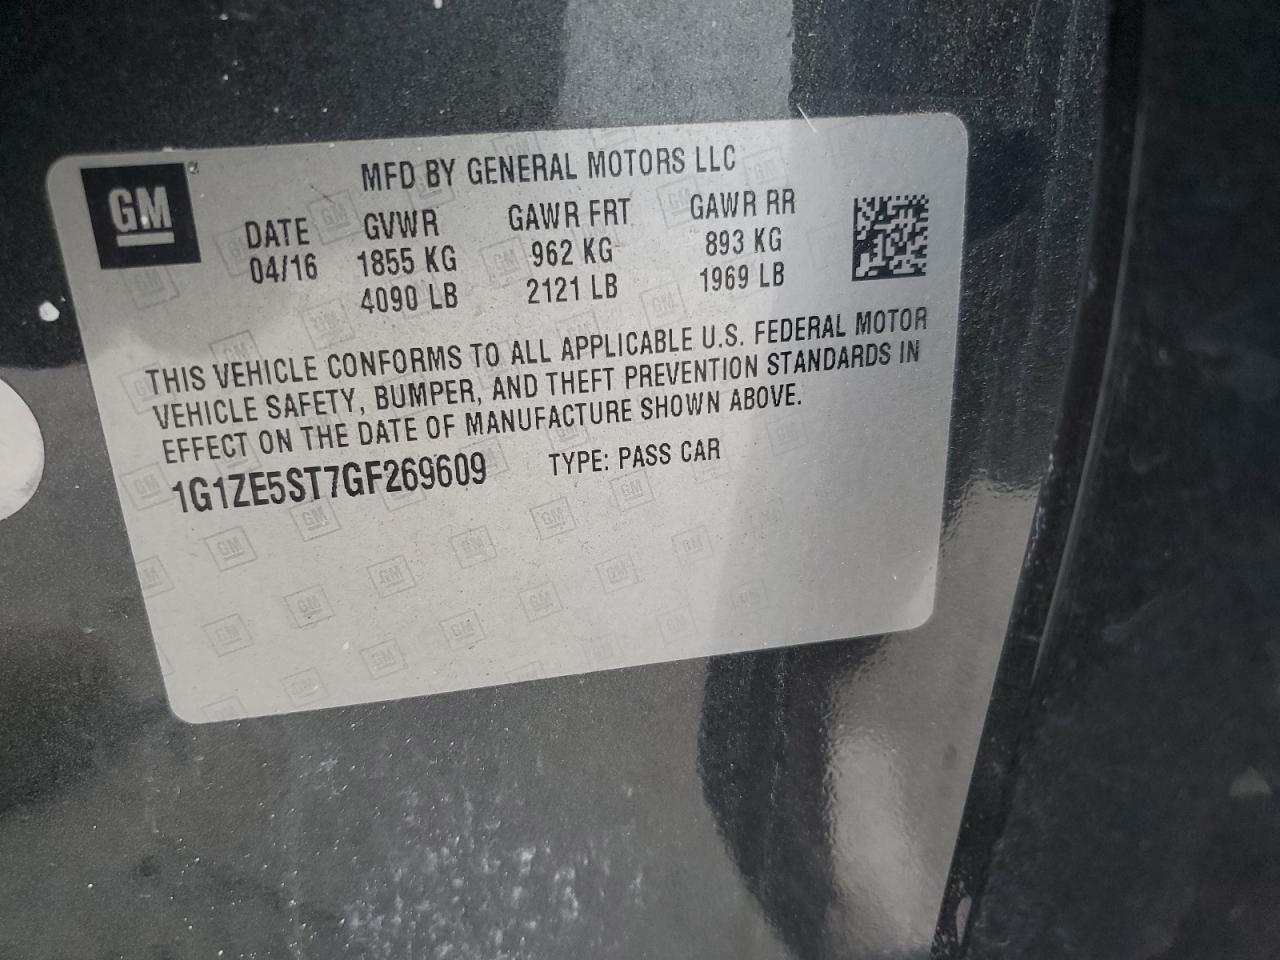 GM
MFD BY GENERAL MOTORS LLC
DATE GVWR GAWR FRT GAWR RR
04/16 1855 KG 962 KG 893 KG
4090 LB 2121 LB 1969 LB
THIS VEHICLE CONFORMS TO ALL APPLICABLE U.S. FEDERAL MOTOR
VEHICLE SAFETY, BUMPER, AND THEFT PREVENTION STANDARDS IN
EFFECT ON THE DATE OF MANUFACTURE SHOWN ABOVE.
1G1ZE5ST7GF269609 TYPE: PASS CAR